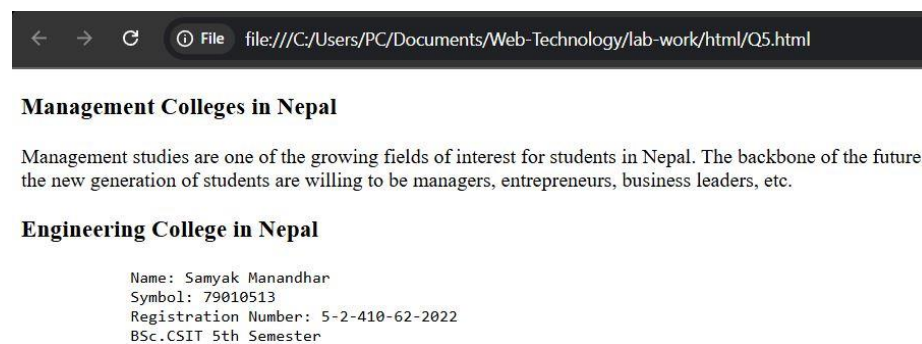 File file:///C:/Users/PC/Documents/Web-Technology/lab-work/html/Q5.html
Management Colleges in Nepal
Management studies are one of the growing fields of interest for students in Nepal. The backbone of the future
the new generation of students are willing to be managers, entrepreneurs, business leaders, etc.
Engineering College in Nepal
Name: Samyak Manandhar
Symbol: 79010513
Registration Number: 5-2-410-62-2022
BSc.CSIT 5th Semester